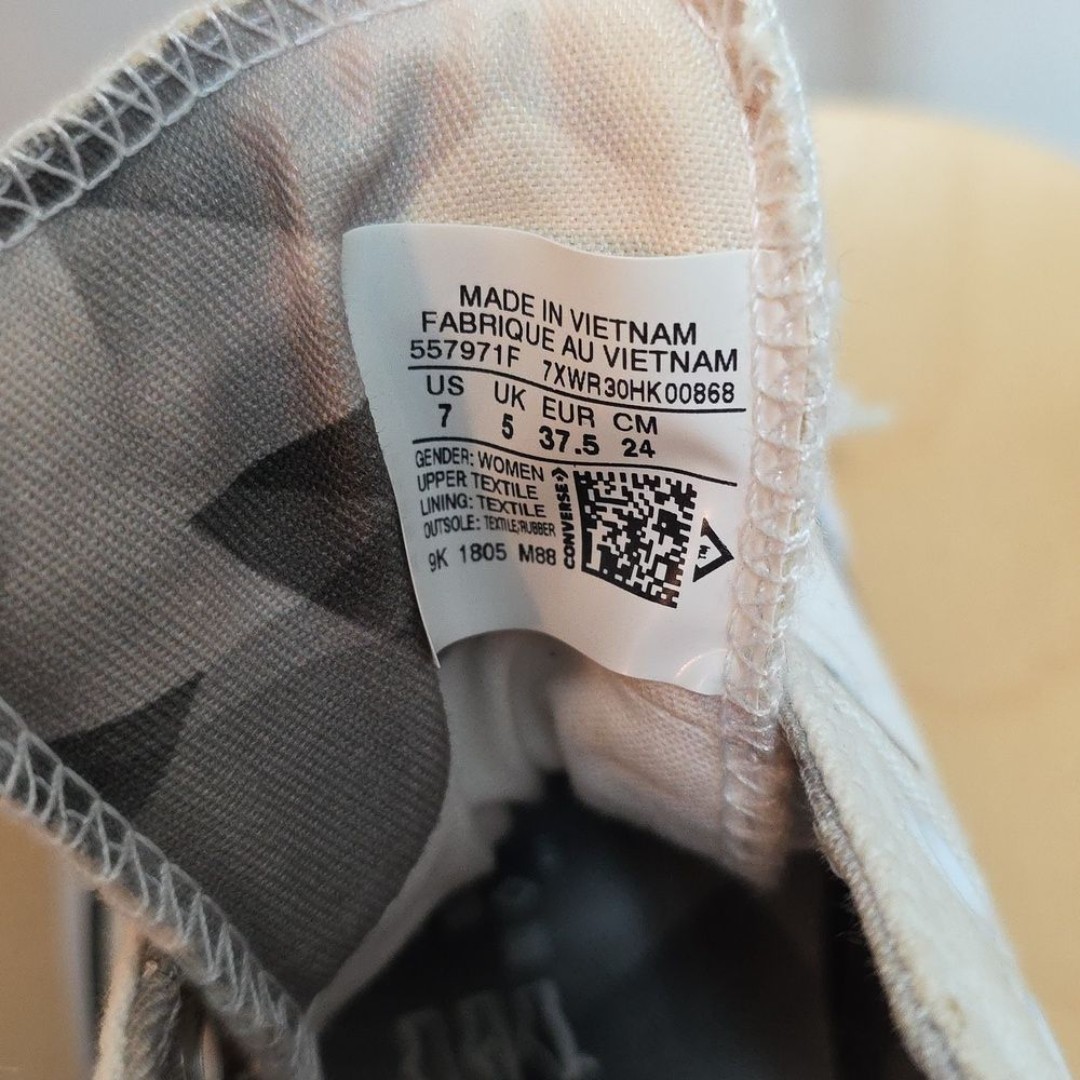 MADE IN VIETNAM
FABRIQUE AU VIETNAM
557971F 7XWR30HK00868
US UK EUR CM
7 5 37.5 24
GENDER: WOMEN
UPPER TEXTILE
LINING: TEXTILE
OUTSOLE: TEXTILE/RUBBER
9K 1805 M88
CONVERSE